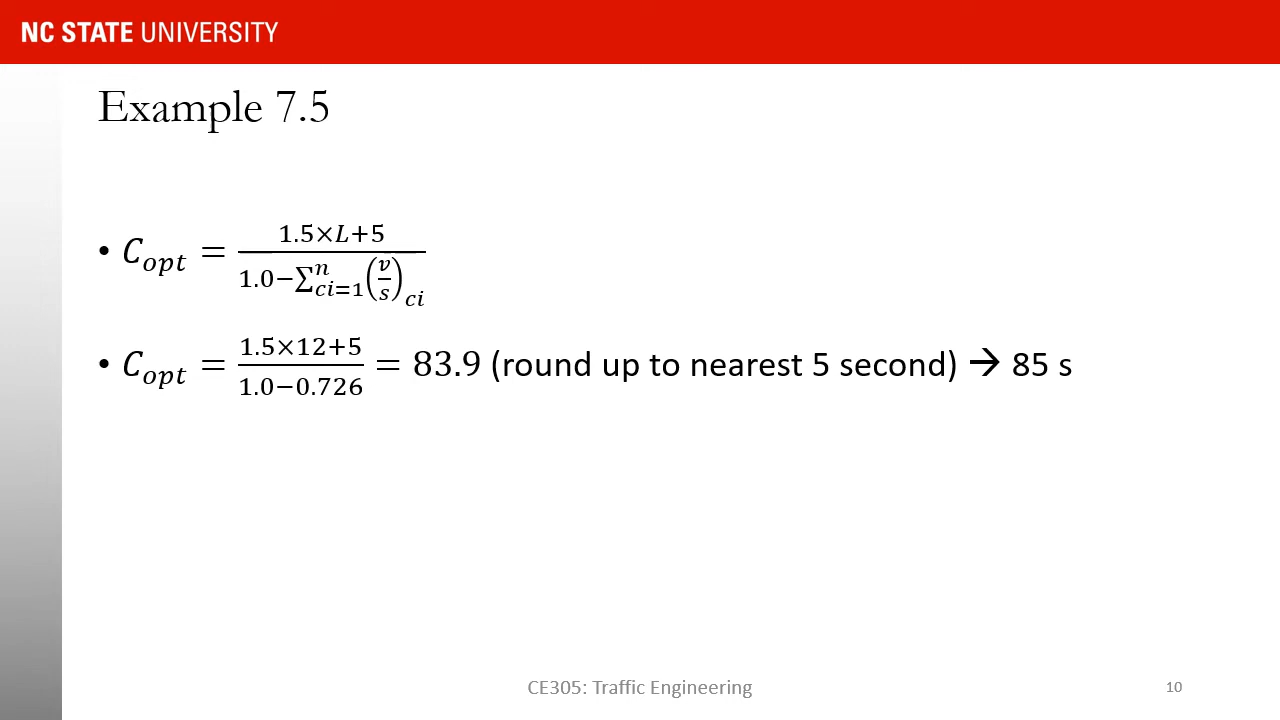 NC STATE UNIVERSITY
Example 7.5
• C_opt = (1.5×L+5) / (1.0−∑_{ci=1}^{n} (v/s)_ci)
• C_opt = (1.5×12+5) / (1.0−0.726) = 83.9 (round up to nearest 5 second) → 85 s
CE305: Traffic Engineering
10